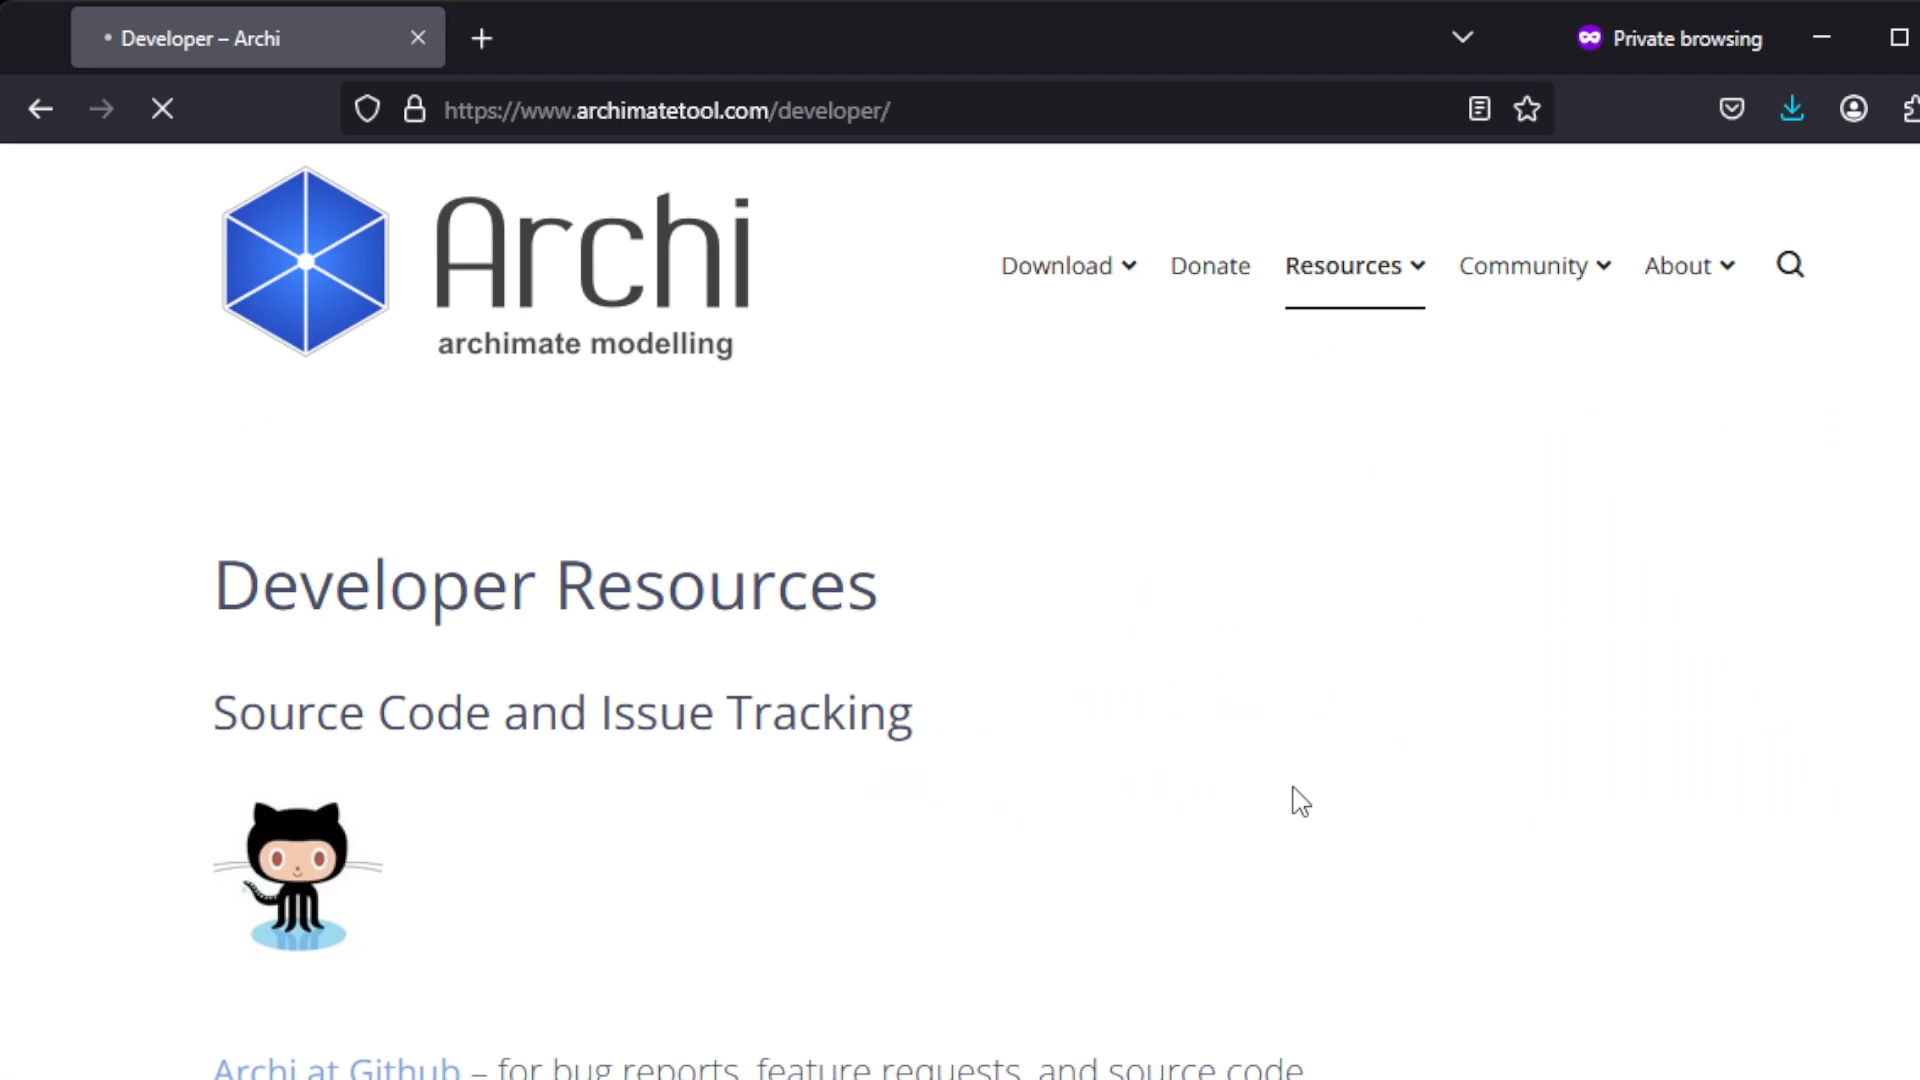 Developer – Archi
Private browsing
https://www.archimatetool.com/developer/
Archi
archimate modelling
Download
Donate
Resources
Community
About
Developer Resources
Source Code and Issue Tracking
Archi at Github – for bug reports, feature requests, and source code